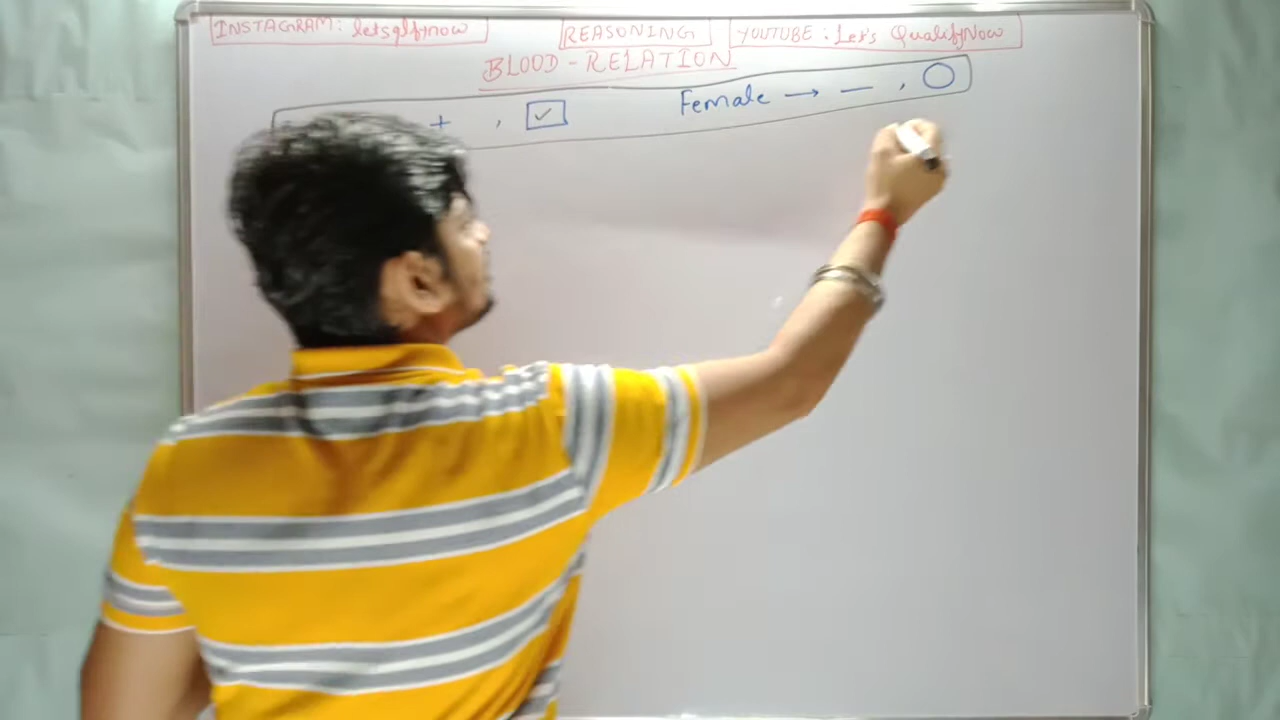 INSTAGRAM: letsqlfynow REASONING YOUTUBE : Let's QualifyNow
BLOOD - RELATION
+ , ✓ Female → — , ○